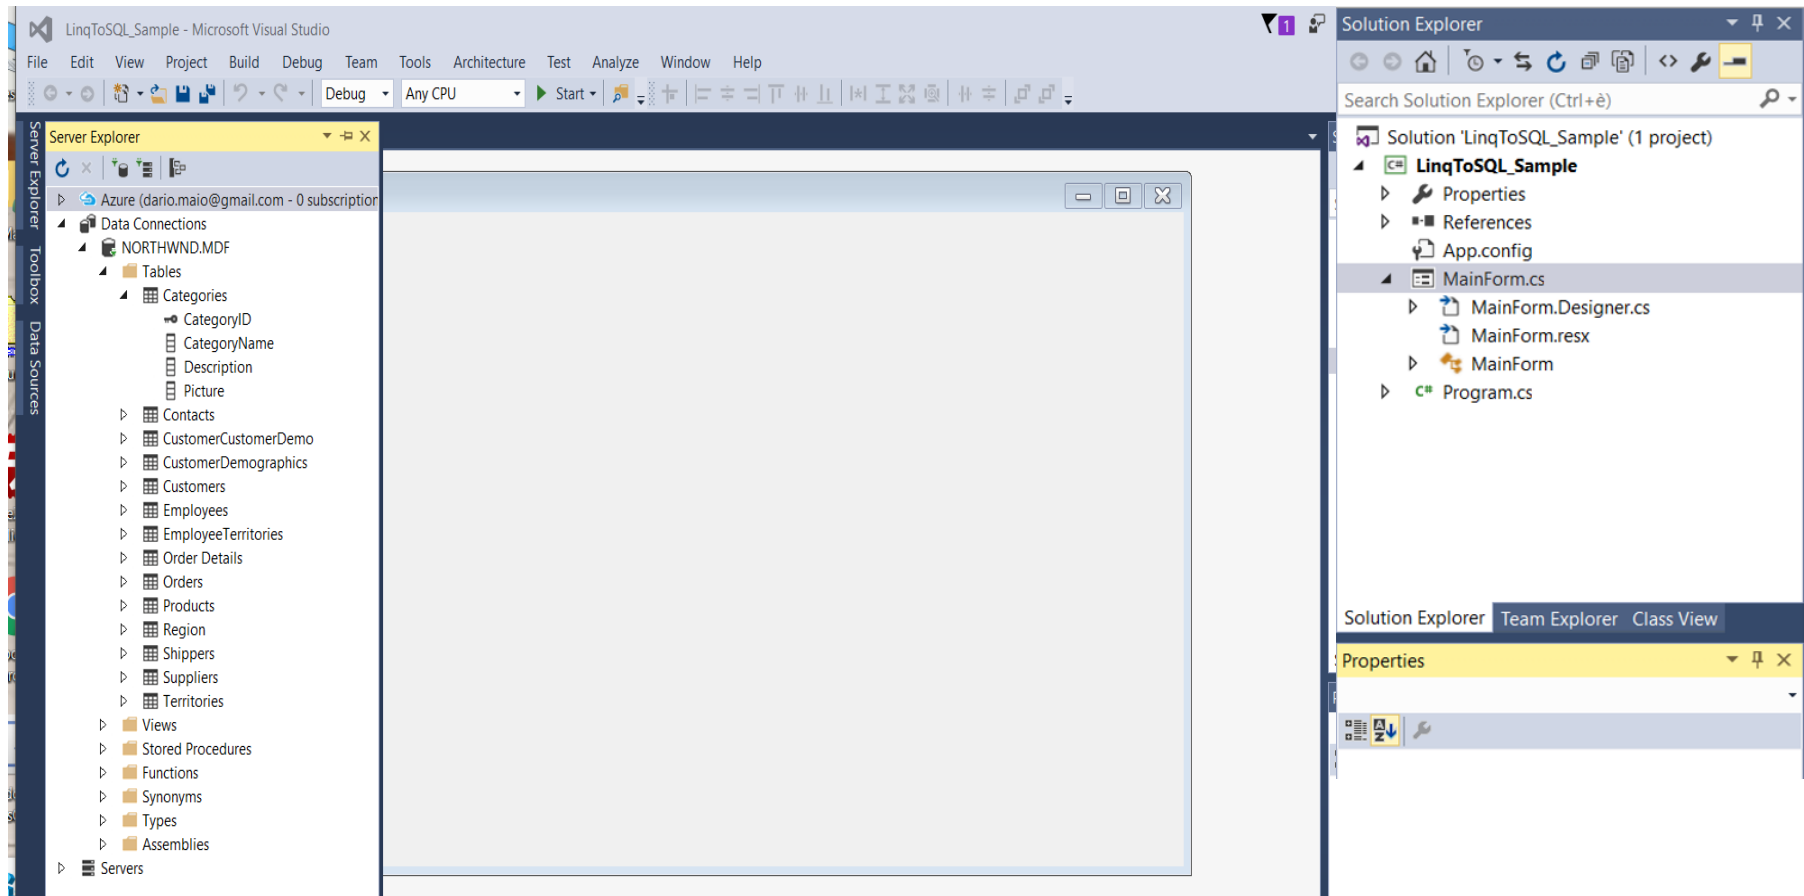 LinqToSQL_Sample - Microsoft Visual Studio
1
File Edit View Project Build Debug Team Tools Architecture Test Analyze Window Help
Debug Any CPU Start
Server Explorer
Toolbox
Data Sources
Server Explorer
Azure (dario.maio@gmail.com - 0 subscription
Data Connections
NORTHWND.MDF
Tables
Categories
CategoryID
CategoryName
Description
Picture
Contacts
CustomerCustomerDemo
CustomerDemographics
Customers
Employees
EmployeeTerritories
Order Details
Orders
Products
Region
Shippers
Suppliers
Territories
Views
Stored Procedures
Functions
Synonyms
Types
Assemblies
Servers
Solution Explorer
Search Solution Explorer (Ctrl+è)
Solution 'LinqToSQL_Sample' (1 project)
C# LinqToSQL_Sample
Properties
References
App.config
MainForm.cs
MainForm.Designer.cs
MainForm.resx
MainForm
C# Program.cs
Solution Explorer Team Explorer Class View
Properties